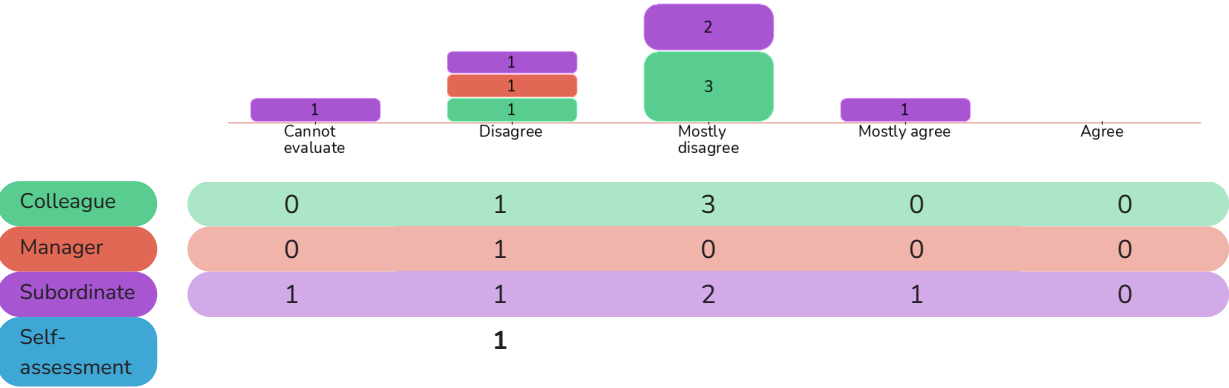 2
1
3
1
1
1
1
Cannot
evaluate
Disagree
Mostly
disagree
Mostly agree
Agree
Colleague 0 1 3 0 0
Manager 0 1 0 0 0
Subordinate 1 1 2 1 0
Self-
assessment
1